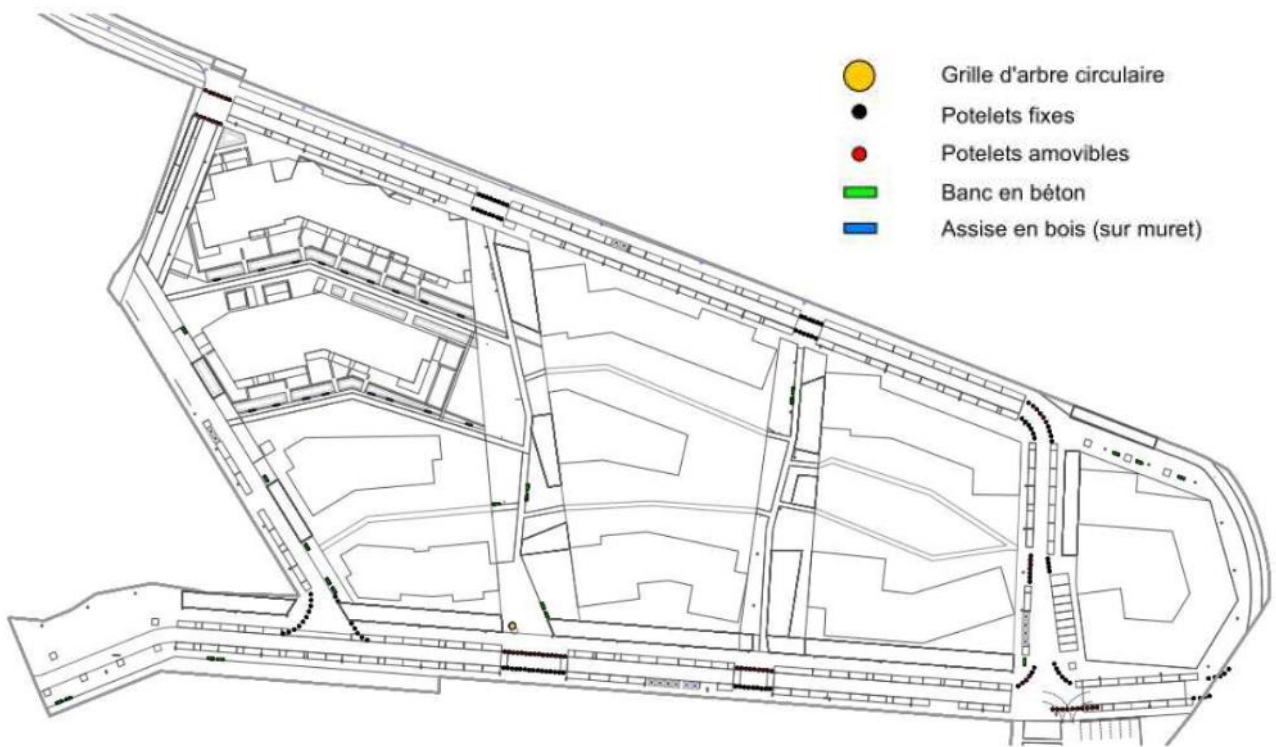 Grille d'arbre circulaire
Potelets fixes
Potelets amovibles
Banc en béton
Assise en bois (sur muret)